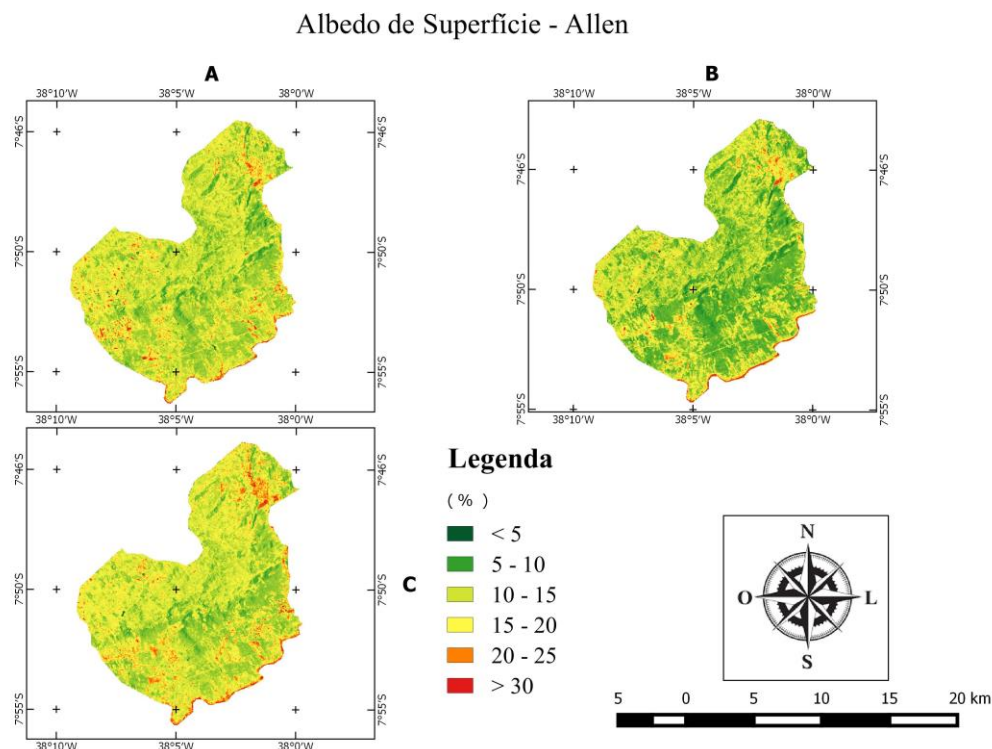 Albedo de Superfície - Allen
A
B
38°10'W 38°5'W 38°0'W
38°10'W 38°5'W 38°0'W
7°46'S 7°46'S
7°46'S 7°46'S
7°50'S 7°50'S
7°50'S 7°50'S
7°55'S 7°55'S
7°55'S 7°55'S
38°10'W 38°5'W 38°0'W
38°10'W 38°5'W 38°0'W
7°46'S 7°46'S
7°50'S 7°50'S
7°55'S 7°55'S
38°10'W 38°5'W 38°0'W
C
Legenda
( % )
< 5
5 - 10
10 - 15
15 - 20
20 - 25
> 30
N
O L
S
5 0 5 10 15 20 km